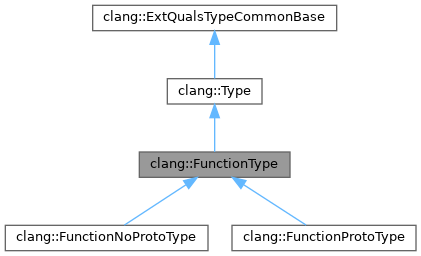 clang::ExtQualsTypeCommonBase
clang::Type
clang::FunctionType
clang::FunctionNoProtoType
clang::FunctionProtoType